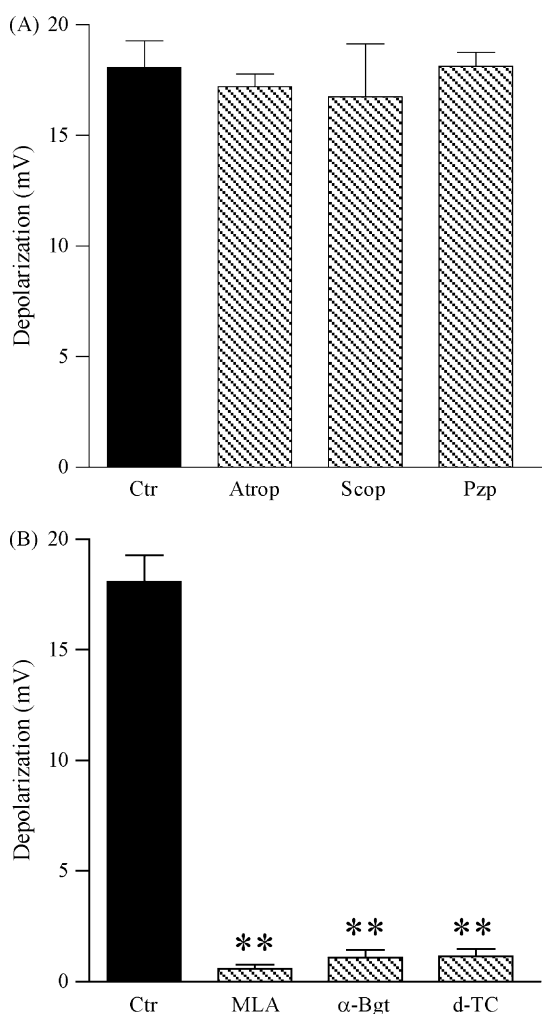 (A)
20
15
10
5
0
Depolarization (mV)
Ctr Atrop Scop Pzp
(B)
20
15
10
5
0
Depolarization (mV)
** ** **
Ctr MLA α-Bgt d-TC